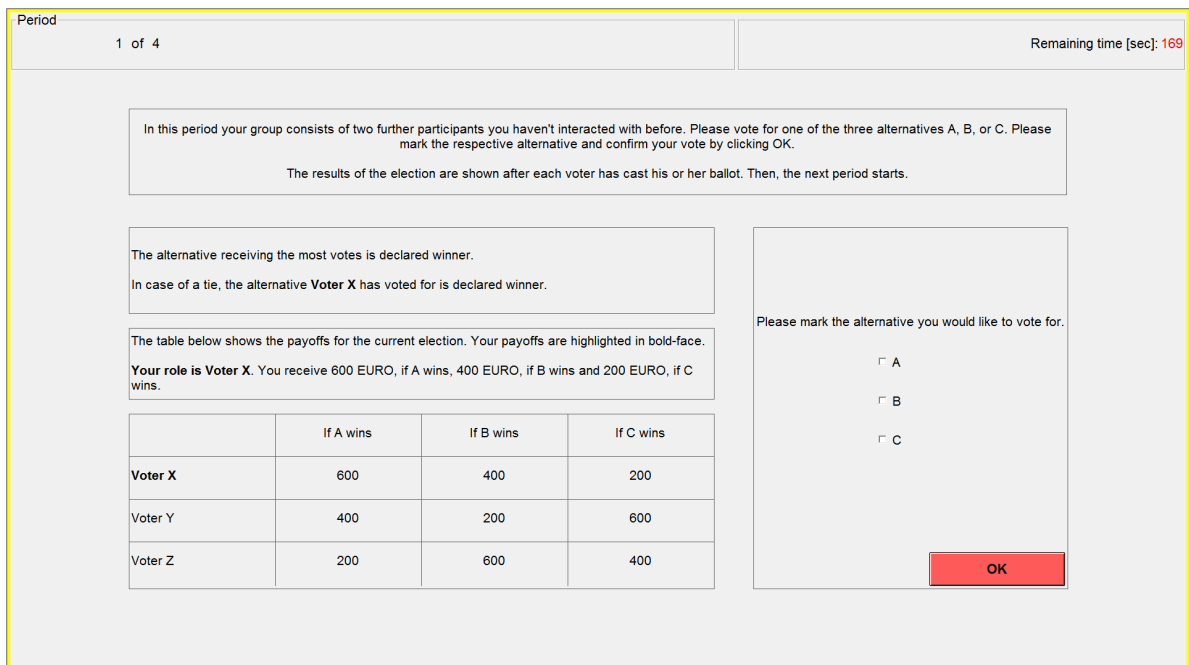 Period
1 of 4
Remaining time [sec]: 169
In this period your group consists of two further participants you haven't interacted with before. Please vote for one of the three alternatives A, B, or C. Please
mark the respective alternative and confirm your vote by clicking OK.
The results of the election are shown after each voter has cast his or her ballot. Then, the next period starts.
The alternative receiving the most votes is declared winner.
In case of a tie, the alternative Voter X has voted for is declared winner.
The table below shows the payoffs for the current election. Your payoffs are highlighted in bold-face.
Your role is Voter X. You receive 600 EURO, if A wins, 400 EURO, if B wins and 200 EURO, if C
wins.
If A wins If B wins If C wins
Voter X 600 400 200
Voter Y 400 200 600
Voter Z 200 600 400
Please mark the alternative you would like to vote for.
A
B
C
OK